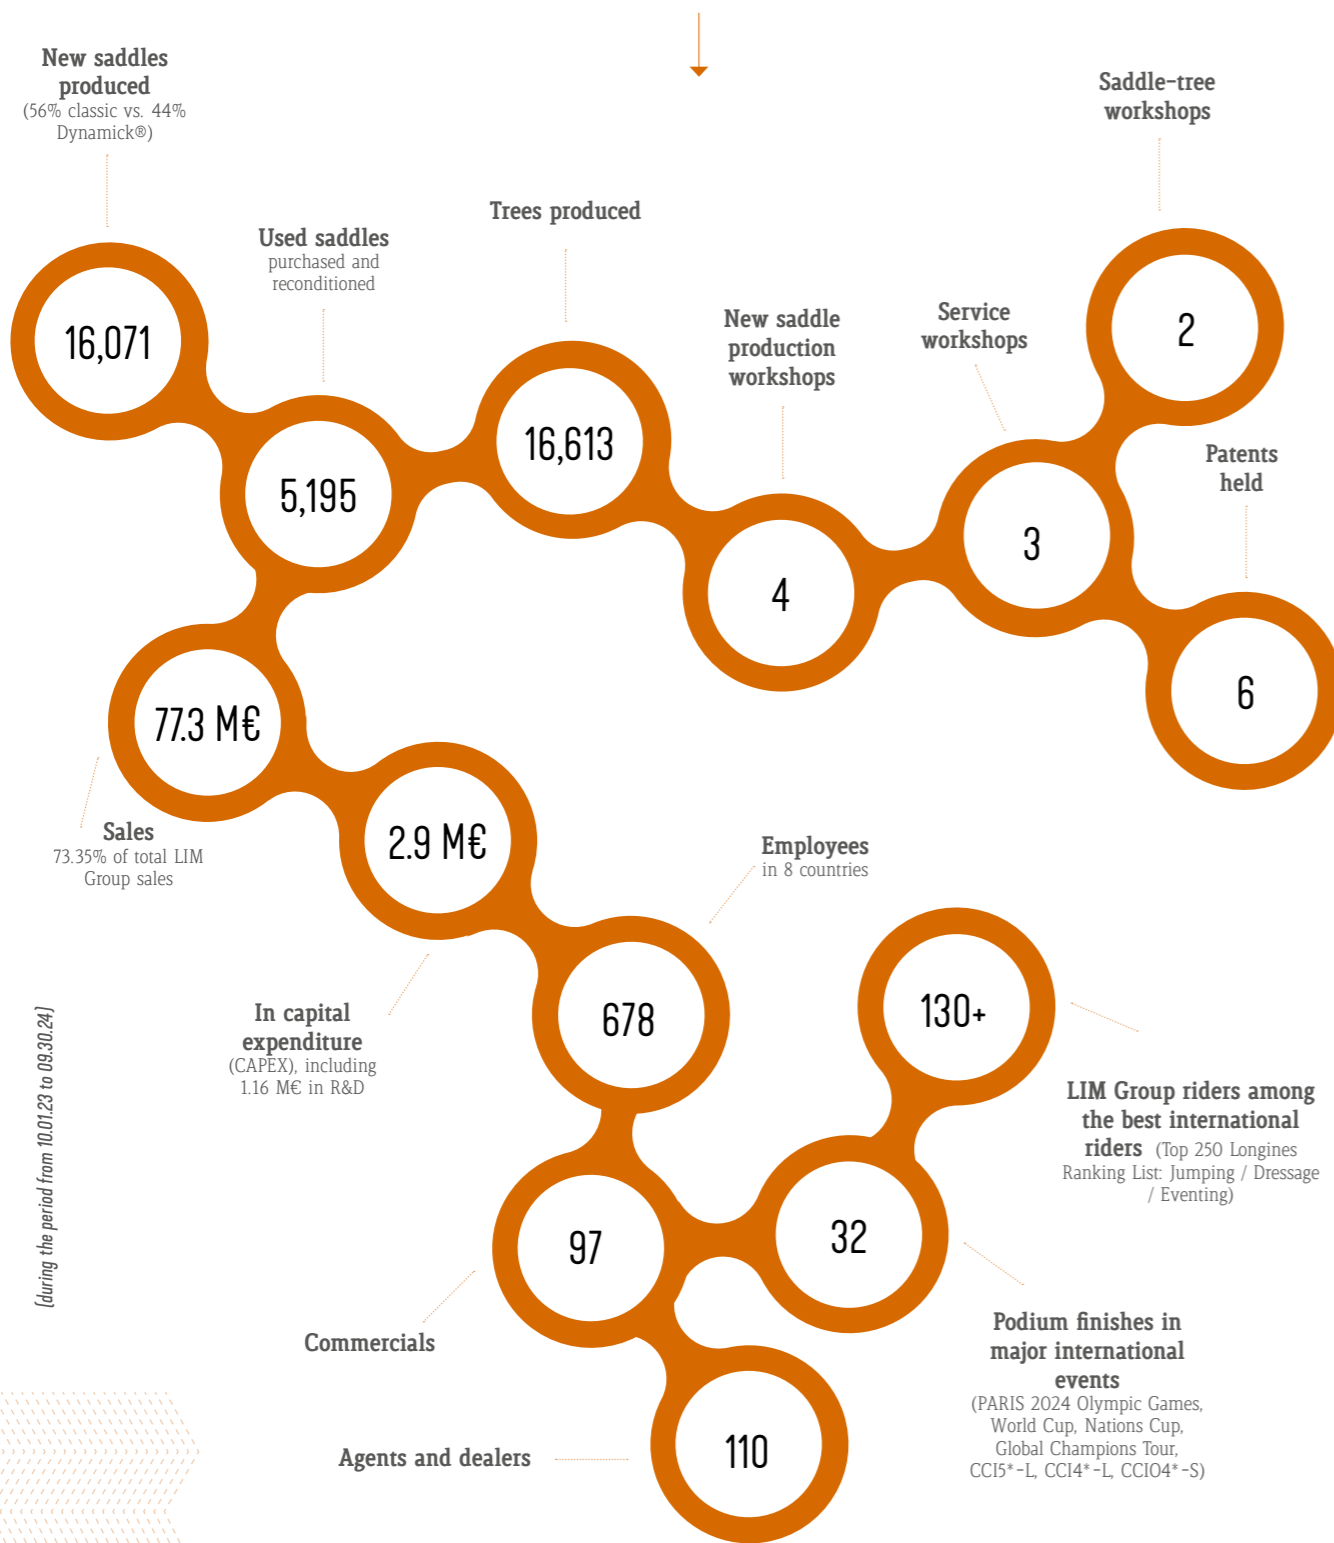 New saddles
produced
(56% classic vs. 44%
Dynamick®)
16,071
Used saddles
purchased and
reconditioned
5,195
Trees produced
16,613
New saddle
production
workshops
4
Service
workshops
3
Saddle-tree
workshops
2
Patents
held
6
77.3 M€
Sales
73.35% of total LIM
Group sales
2.9 M€
In capital
expenditure
(CAPEX), including
1.16 M€ in R&D
Employees
in 8 countries
678
130+
LIM Group riders among
the best international
riders (Top 250 Longines
Ranking List: Jumping / Dressage
/ Eventing)
97
Commercials
32
Podium finishes in
major international
events
(PARIS 2024 Olympic Games,
World Cup, Nations Cup,
Global Champions Tour,
CCI5*-L, CCI4*-L, CCIO4*-S)
Agents and dealers
110
(during the period from 10.01.23 to 09.30.24)